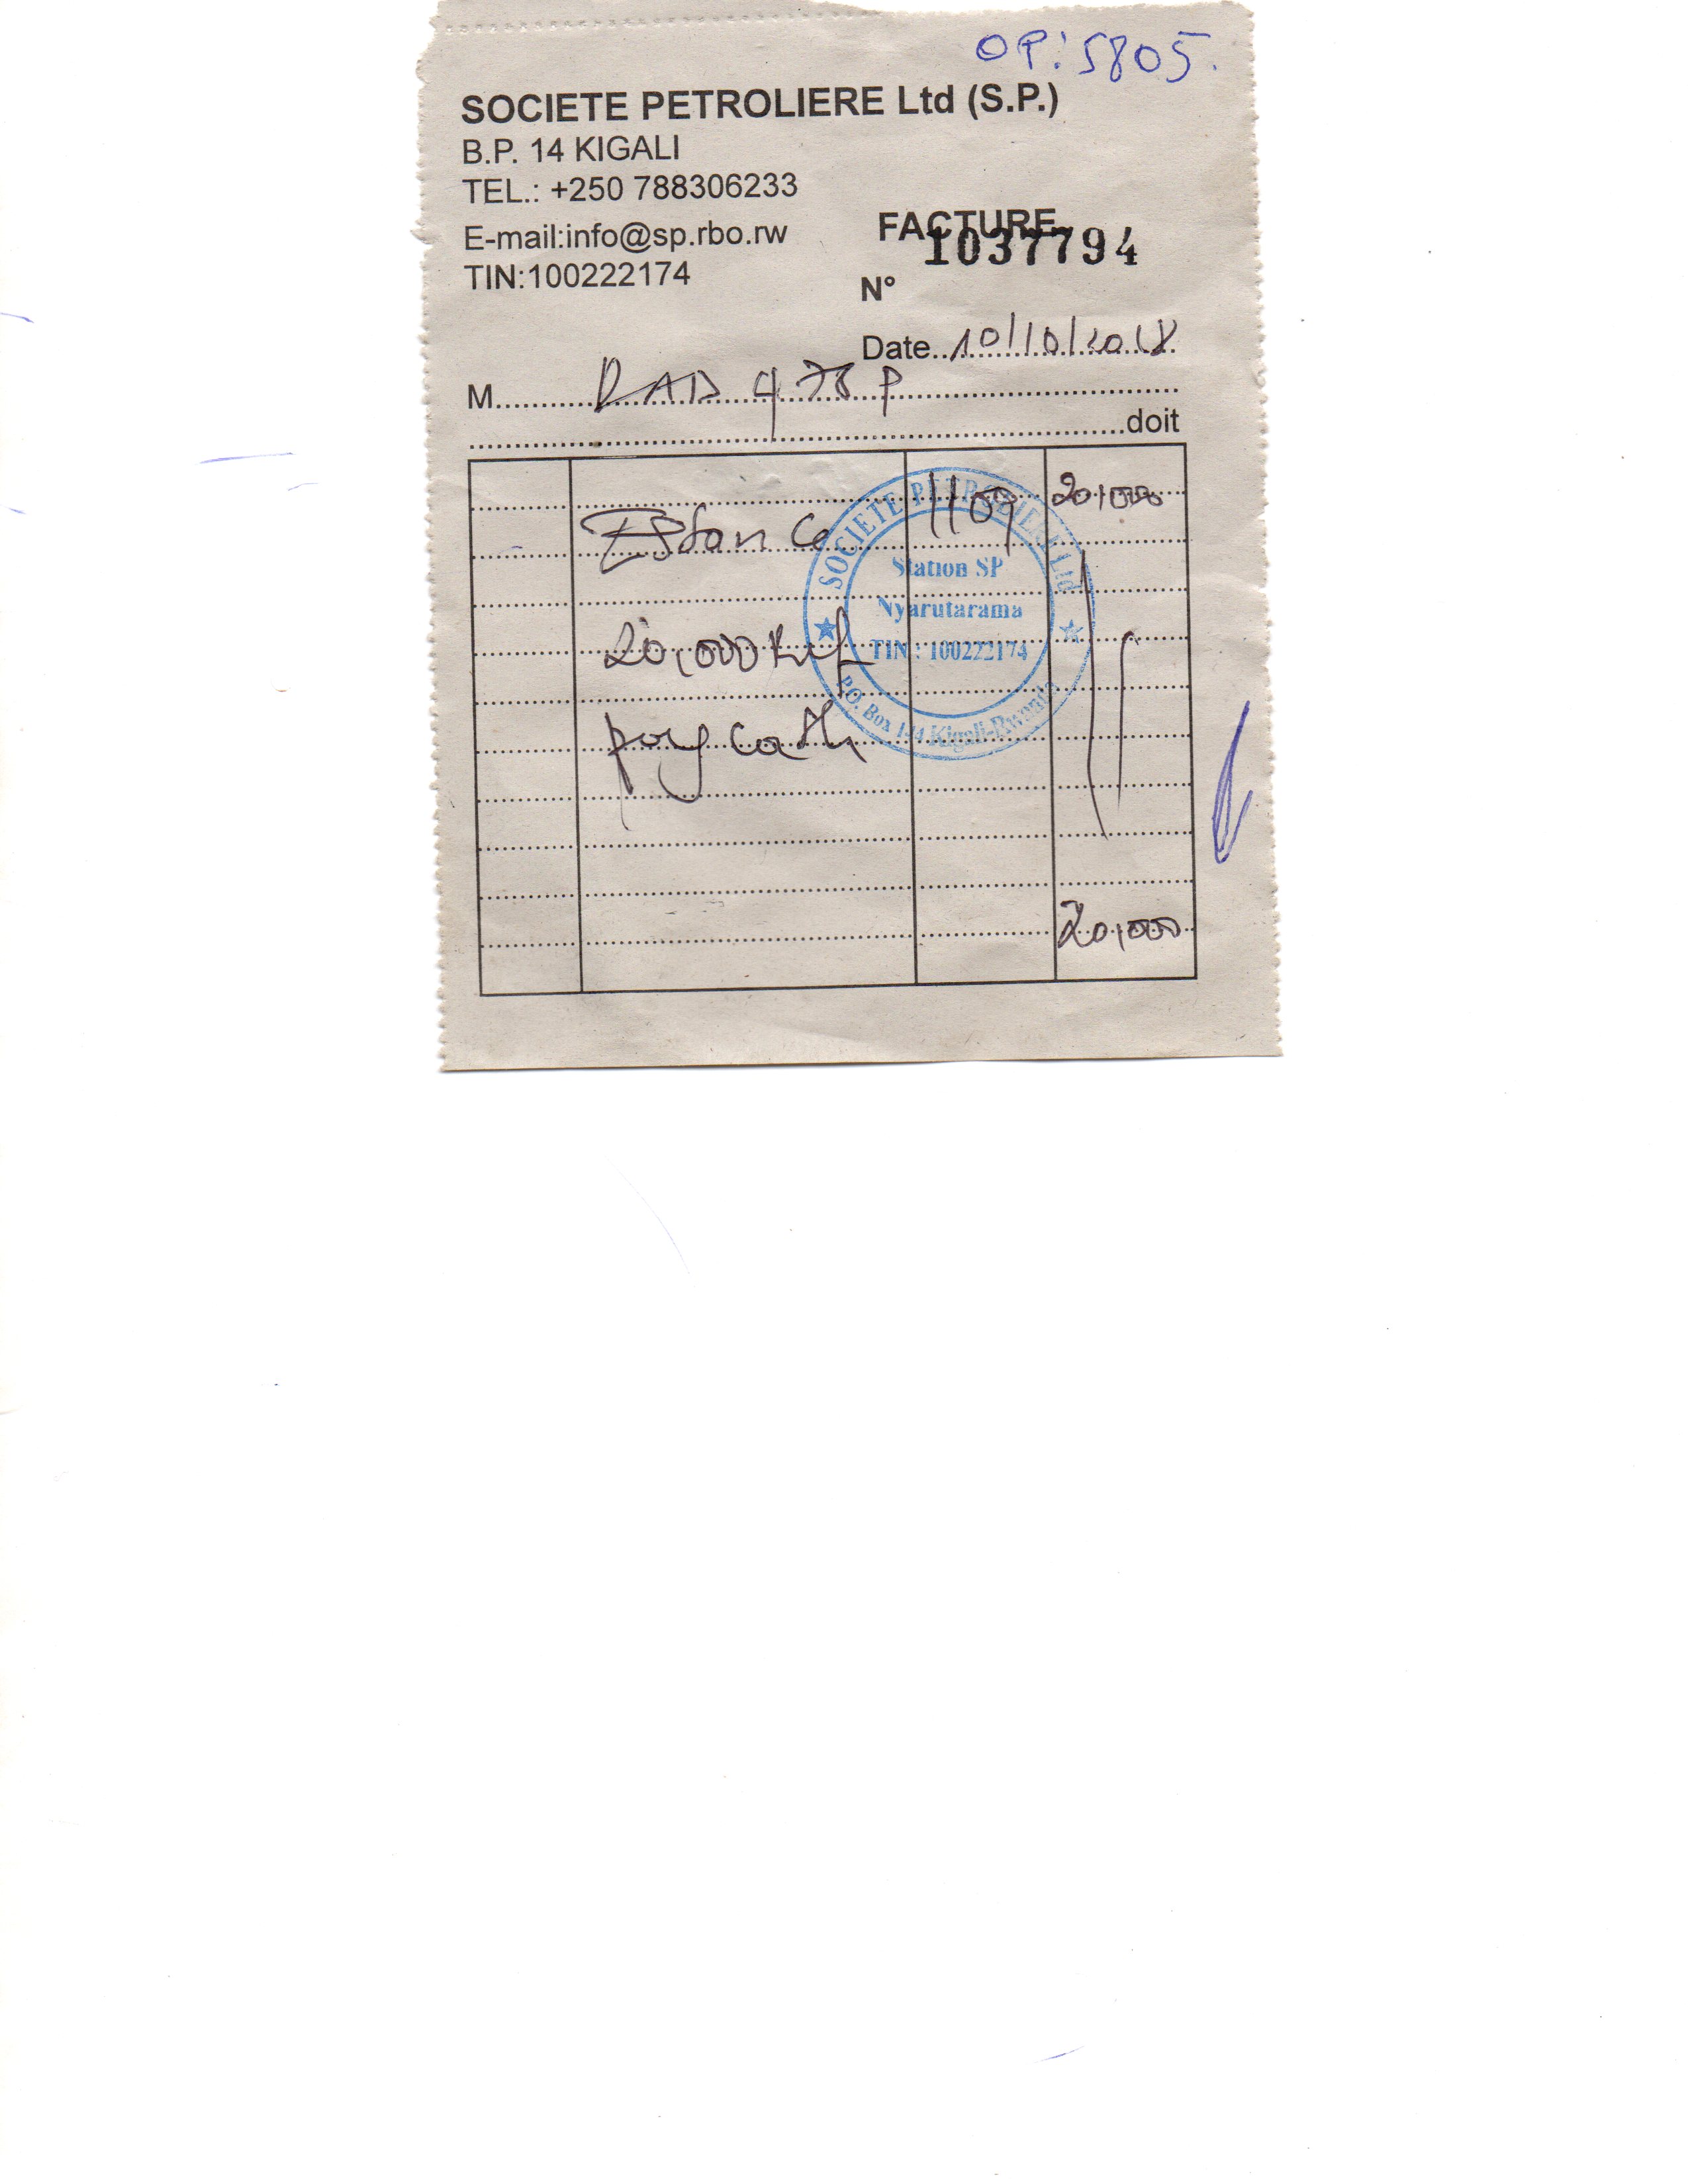 OP: 5805.
SOCIETE PETROLIERE Ltd (S.P.)
B.P. 14 KIGALI
TEL.: +250 788306233
E-mail:info@sp.rbo.rw
TIN:100222174
FACTURE
1037794
N°
Date..10/10/2018
M......RAD 978 P
doit
1109 20,000
Essance
20,000 Rwf
pay cash
20,000
SOCIETE PETROLIERE Ltd
Station SP
Nyarutarama
TIN : 100222174
P.O. Box 144 Kigali-Rwanda